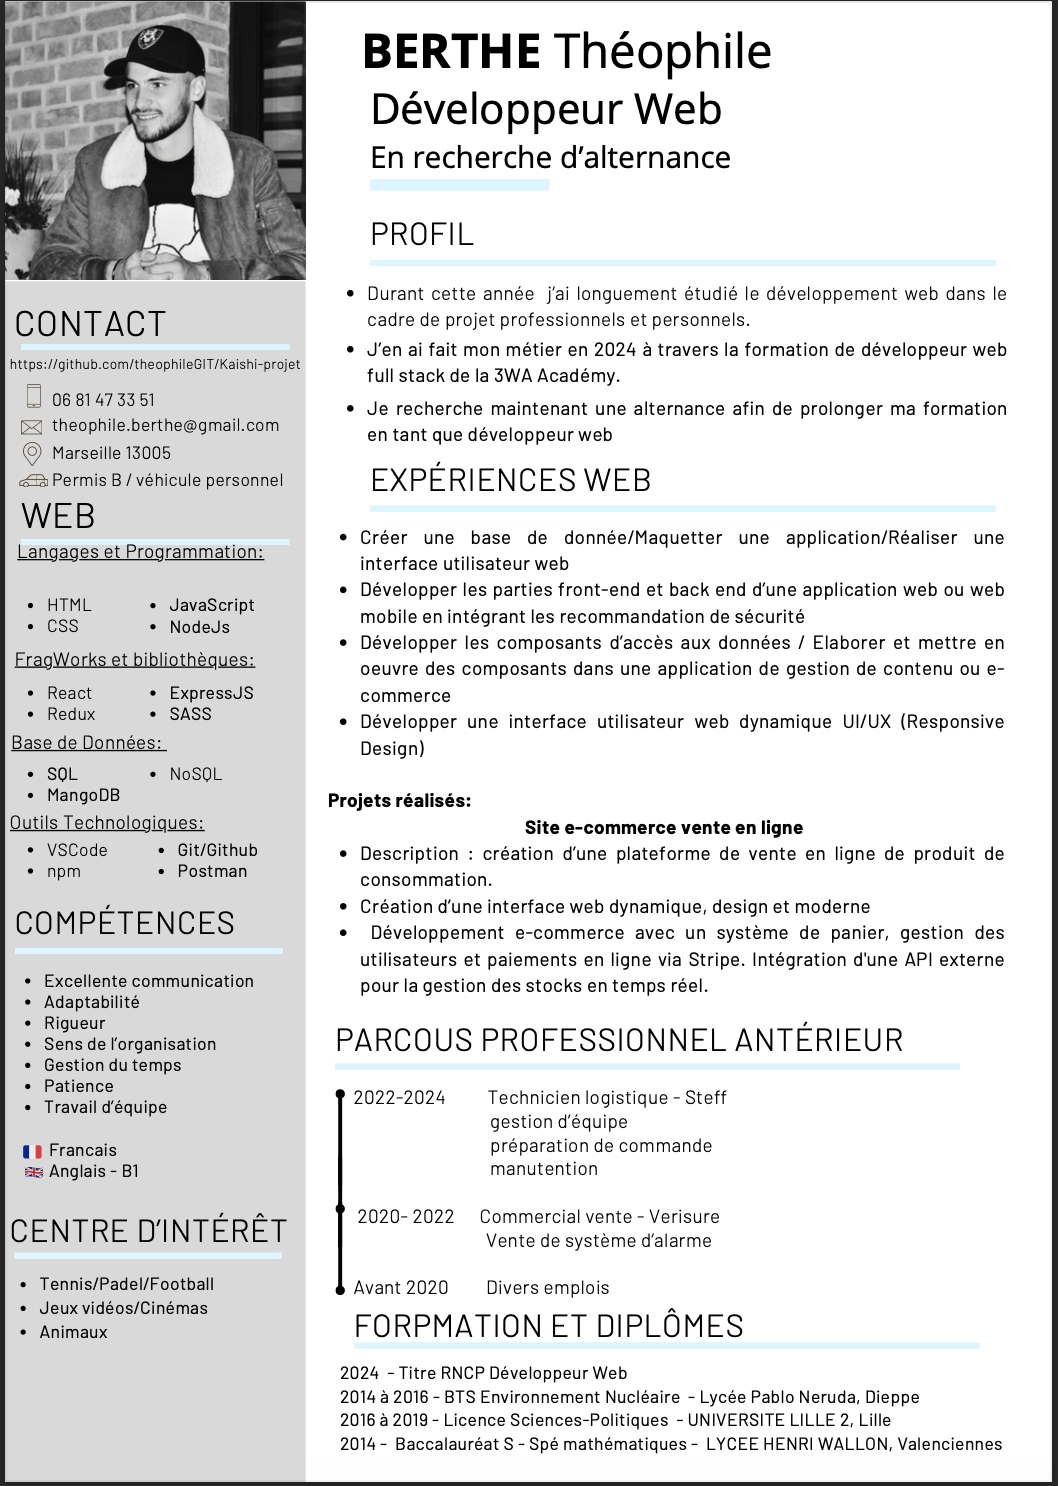 BERTHE Théophile
Développeur Web
En recherche d’alternance
CONTACT
https://github.com/theophileGIT/Kaishi-projet
06 81 47 33 51
theophile.berthe@gmail.com
Marseille 13005
Permis B / véhicule personnel
WEB
Langages et Programmation:
• HTML
• CSS
• JavaScript
• NodeJs
FragWorks et bibliothèques:
• React
• Redux
• ExpressJS
• SASS
Base de Données:
• SQL
• MangoDB
• NoSQL
Outils Technologiques:
• VSCode
• npm
• Git/Github
• Postman
COMPÉTENCES
• Excellente communication
• Adaptabilité
• Rigueur
• Sens de l’organisation
• Gestion du temps
• Patience
• Travail d’équipe
Francais
Anglais - B1
CENTRE D’INTÉRÊT
• Tennis/Padel/Football
• Jeux vidéos/Cinémas
• Animaux
PROFIL
• Durant cette année j’ai longuement étudié le développement web dans le
cadre de projet professionnels et personnels.
• J’en ai fait mon métier en 2024 à travers la formation de développeur web
full stack de la 3WA Académy.
• Je recherche maintenant une alternance afin de prolonger ma formation
en tant que développeur web
EXPÉRIENCES WEB
• Créer une base de donnée/Maquetter une application/Réaliser une
interface utilisateur web
• Développer les parties front-end et back end d’une application web ou web
mobile en intégrant les recommandation de sécurité
• Développer les composants d’accès aux données / Elaborer et mettre en
oeuvre des composants dans une application de gestion de contenu ou e-
commerce
• Développer une interface utilisateur web dynamique UI/UX (Responsive
Design)
Projets réalisés:
Site e-commerce vente en ligne
• Description : création d’une plateforme de vente en ligne de produit de
consommation.
• Création d’une interface web dynamique, design et moderne
• Développement e-commerce avec un système de panier, gestion des
utilisateurs et paiements en ligne via Stripe. Intégration d'une API externe
pour la gestion des stocks en temps réel.
PARCOUS PROFESSIONNEL ANTÉRIEUR
2022-2024 Technicien logistique - Steff
gestion d’équipe
préparation de commande
manutention
2020- 2022 Commercial vente - Verisure
Vente de système d’alarme
Avant 2020 Divers emplois
FORPMATION ET DIPLÔMES
2024 - Titre RNCP Développeur Web
2014 à 2016 - BTS Environnement Nucléaire - Lycée Pablo Neruda, Dieppe
2016 à 2019 - Licence Sciences-Politiques - UNIVERSITE LILLE 2, Lille
2014 - Baccalauréat S - Spé mathématiques - LYCEE HENRI WALLON, Valenciennes